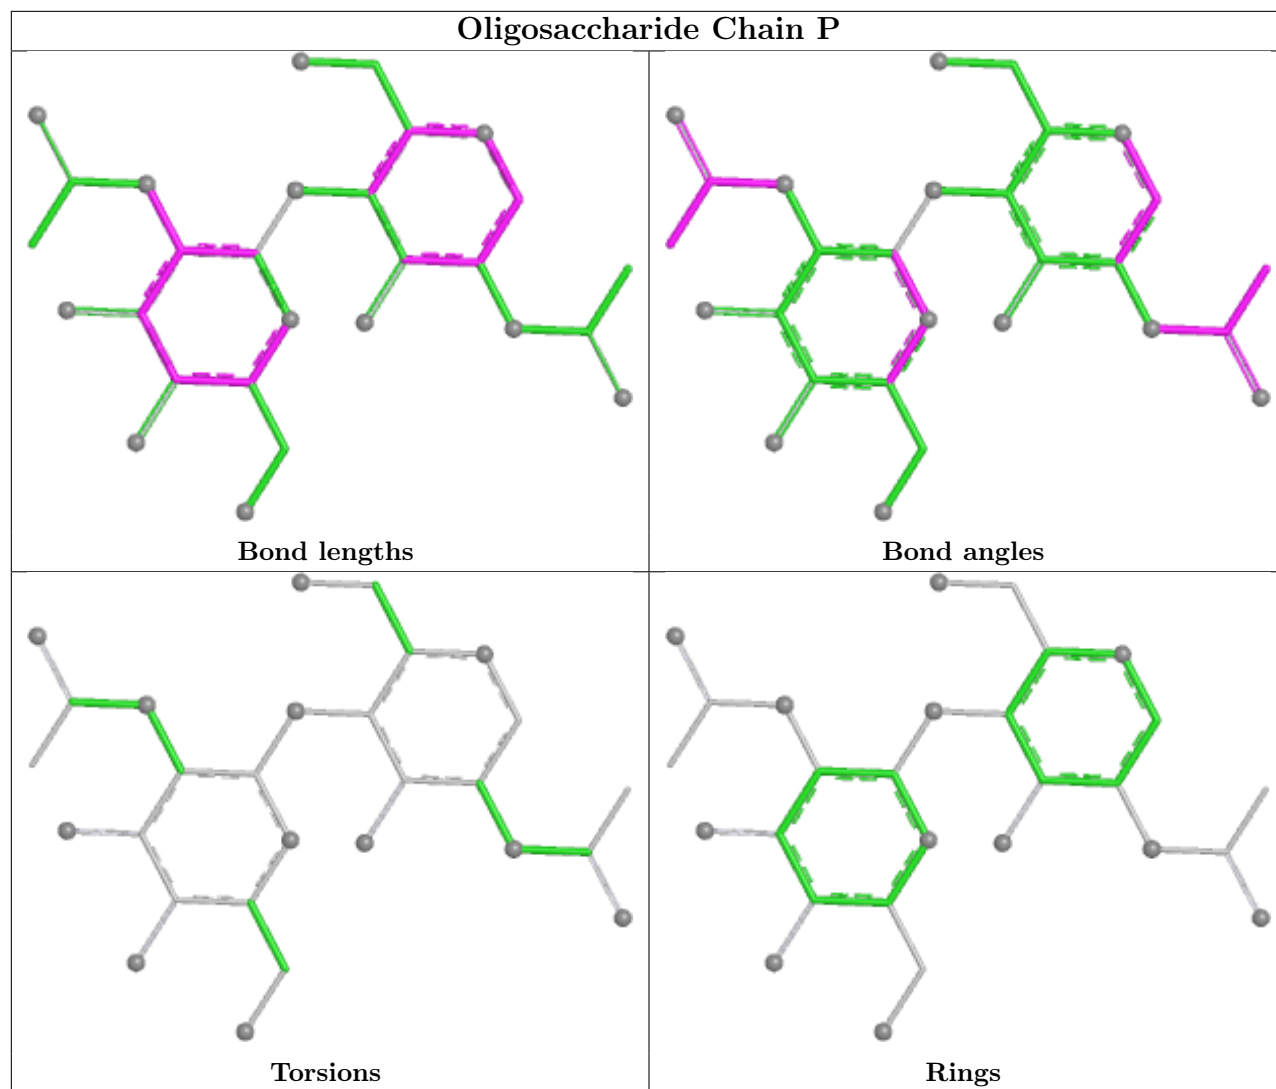 Oligosaccharide Chain P
Bond lengths
Bond angles
Torsions
Rings